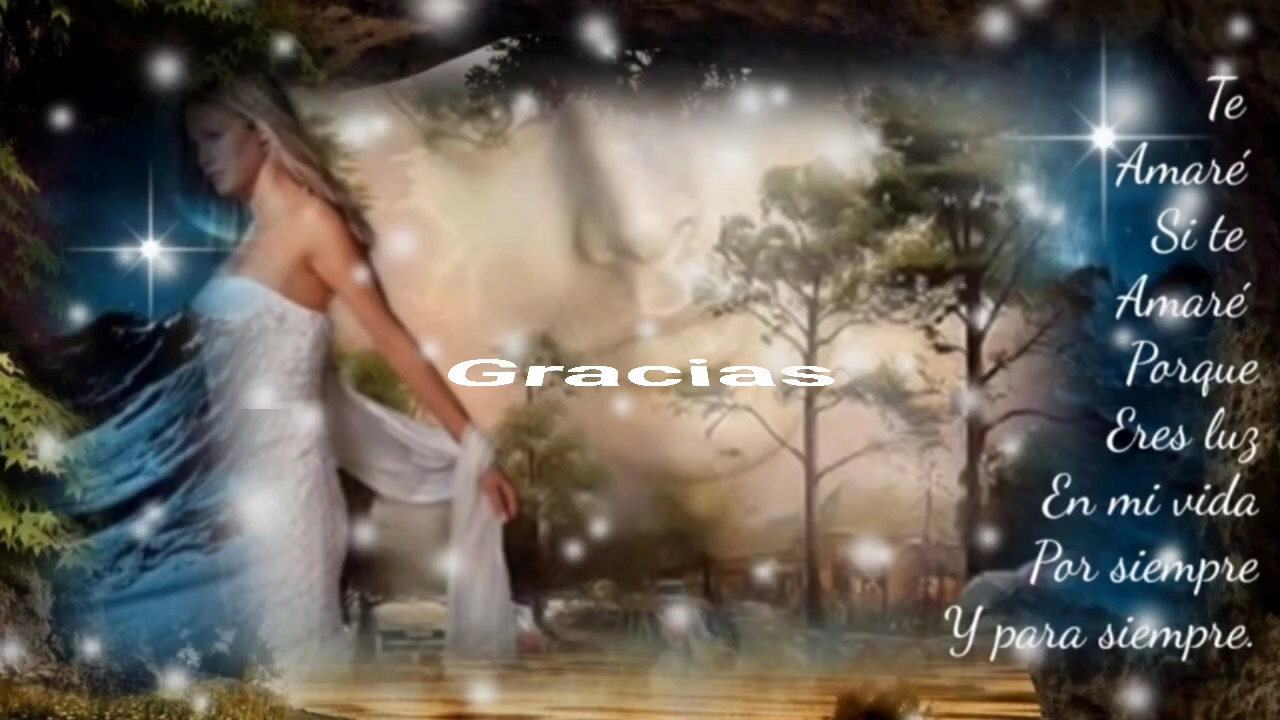 Te
Amaré
Si te
Amaré
Gracias
Porque
Eres luz
En mi vida
Por siempre
Y para siempre.